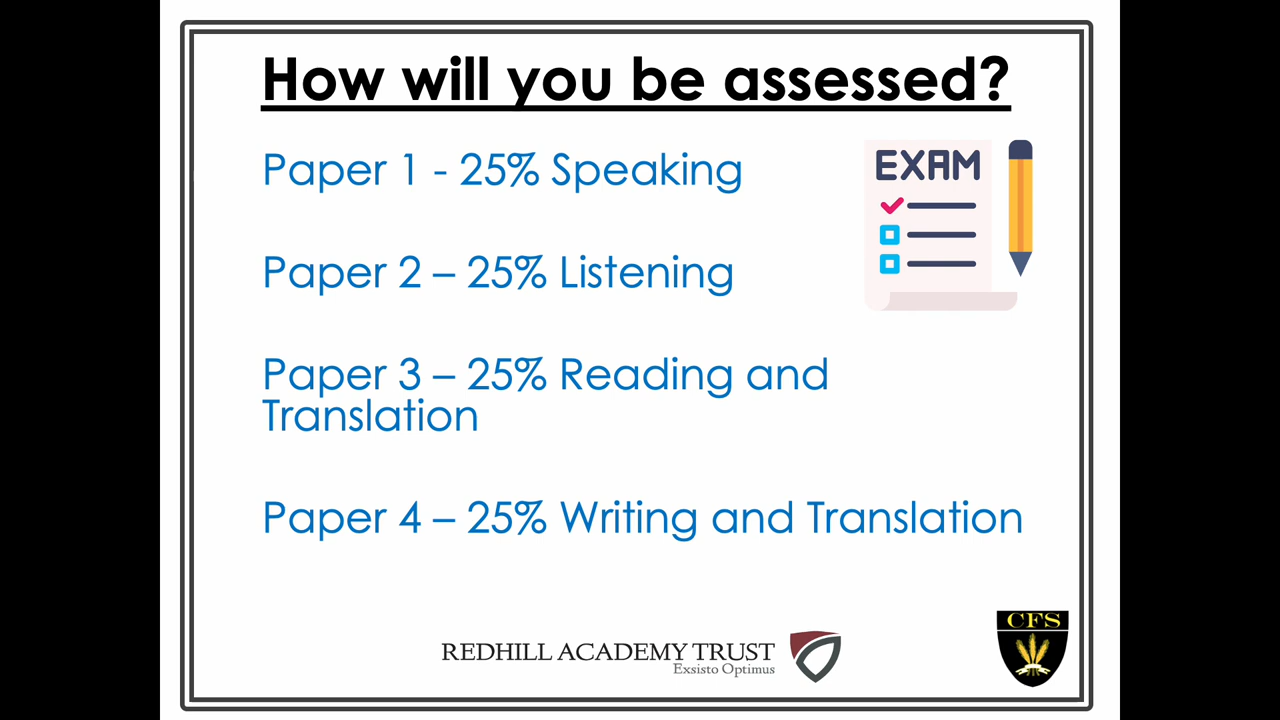 How will you be assessed?
Paper 1 - 25% Speaking
EXAM
Paper 2 – 25% Listening
Paper 3 – 25% Reading and
Translation
Paper 4 – 25% Writing and Translation
REDHILL ACADEMY TRUST
Exsisto Optimus
CFS